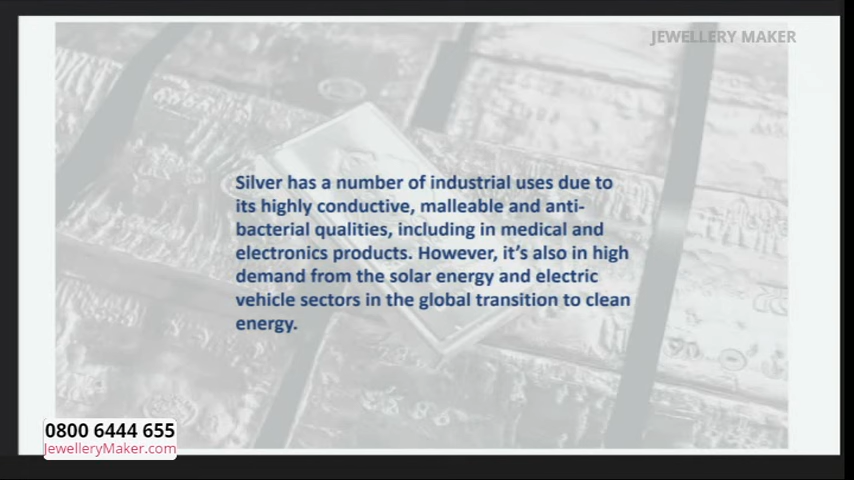 JEWELLERY MAKER
Silver has a number of industrial uses due to
its highly conductive, malleable and anti-
bacterial qualities, including in medical and
electronics products. However, it's also in high
demand from the solar energy and electric
vehicle sectors in the global transition to clean
energy.
0800 6444 655
JewelleryMaker.com